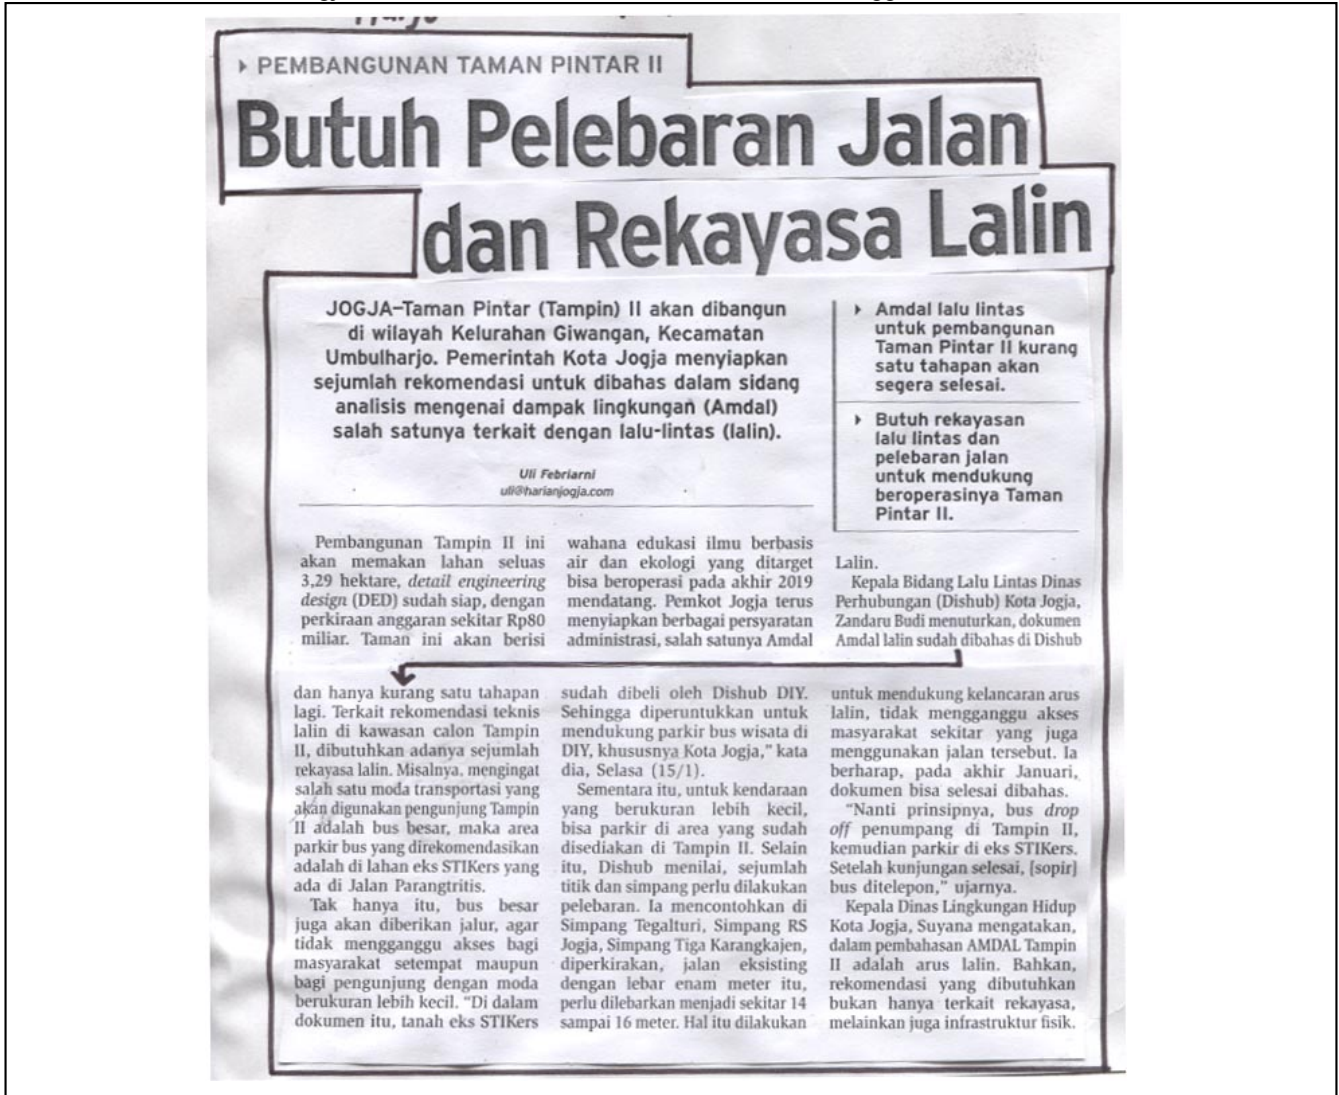 PEMBANGUNAN TAMAN PINTAR II
Butuh Pelebaran Jalan
dan Rekayasa Lalin
JOGJA–Taman Pintar (Tampin) II akan dibangun
di wilayah Kelurahan Giwangan, Kecamatan
Umbulharjo. Pemerintah Kota Jogja menyiapkan
sejumlah rekomendasi untuk dibahas dalam sidang
analisis mengenai dampak lingkungan (Amdal)
salah satunya terkait dengan lalu-lintas (lalin).
Uli Febriarni
uli@harianjogja.com
Amdal lalu lintas
untuk pembangunan
Taman Pintar II kurang
satu tahapan akan
segera selesai.
Butuh rekayasan
lalu lintas dan
pelebaran jalan
untuk mendukung
beroperasinya Taman
Pintar II.
Pembangunan Tampin II ini
akan memakan lahan seluas
3,29 hektare, detail engineering
design (DED) sudah siap, dengan
perkiraan anggaran sekitar Rp80
miliar. Taman ini akan berisi
wahana edukasi ilmu berbasis
air dan ekologi yang ditarget
bisa beroperasi pada akhir 2019
mendatang. Pemkot Jogja terus
menyiapkan berbagai persyaratan
administrasi, salah satunya Amdal
Lalin.
Kepala Bidang Lalu Lintas Dinas
Perhubungan (Dishub) Kota Jogja,
Zandaru Budi menuturkan, dokumen
Amdal lalin sudah dibahas di Dishub
dan hanya kurang satu tahapan
lagi. Terkait rekomendasi teknis
lalin di kawasan calon Tampin
II, dibutuhkan adanya sejumlah
rekayasa lalin. Misalnya, mengingat
salah satu moda transportasi yang
akan digunakan pengunjung Tampin
II adalah bus besar, maka area
parkir bus yang direkomendasikan
adalah di lahan eks STIKers yang
ada di Jalan Parangtritis.
Tak hanya itu, bus besar
juga akan diberikan jalur, agar
tidak mengganggu akses bagi
masyarakat setempat maupun
bagi pengunjung dengan moda
berukuran lebih kecil. “Di dalam
dokumen itu, tanah eks STIKers
sudah dibeli oleh Dishub DIY.
Sehingga diperuntukkan untuk
mendukung parkir bus wisata di
DIY, khususnya Kota Jogja,” kata
dia, Selasa (15/1).
Sementara itu, untuk kendaraan
yang berukuran lebih kecil,
bisa parkir di area yang sudah
disediakan di Tampin II. Selain
itu, Dishub menilai, sejumlah
titik dan simpang perlu dilakukan
pelebaran. Ia mencontohkan di
Simpang Tegalturi, Simpang RS
Jogja, Simpang Tiga Karangkajen,
diperkirakan, jalan eksisting
dengan lebar enam meter itu,
perlu dilebarkan menjadi sekitar 14
sampai 16 meter. Hal itu dilakukan
untuk mendukung kelancaran arus
lalin, tidak mengganggu akses
masyarakat sekitar yang juga
menggunakan jalan tersebut. Ia
berharap, pada akhir Januari,
dokumen bisa selesai dibahas.
“Nanti prinsipnya, bus drop
off penumpang di Tampin II,
kemudian parkir di eks STIKers.
Setelah kunjungan selesai, [sopir]
bus ditelepon,” ujarnya.
Kepala Dinas Lingkungan Hidup
Kota Jogja, Suyana mengatakan,
dalam pembahasan AMDAL Tampin
II adalah arus lalin. Bahkan,
rekomendasi yang dibutuhkan
bukan hanya terkait rekayasa,
melainkan juga infrastruktur fisik.